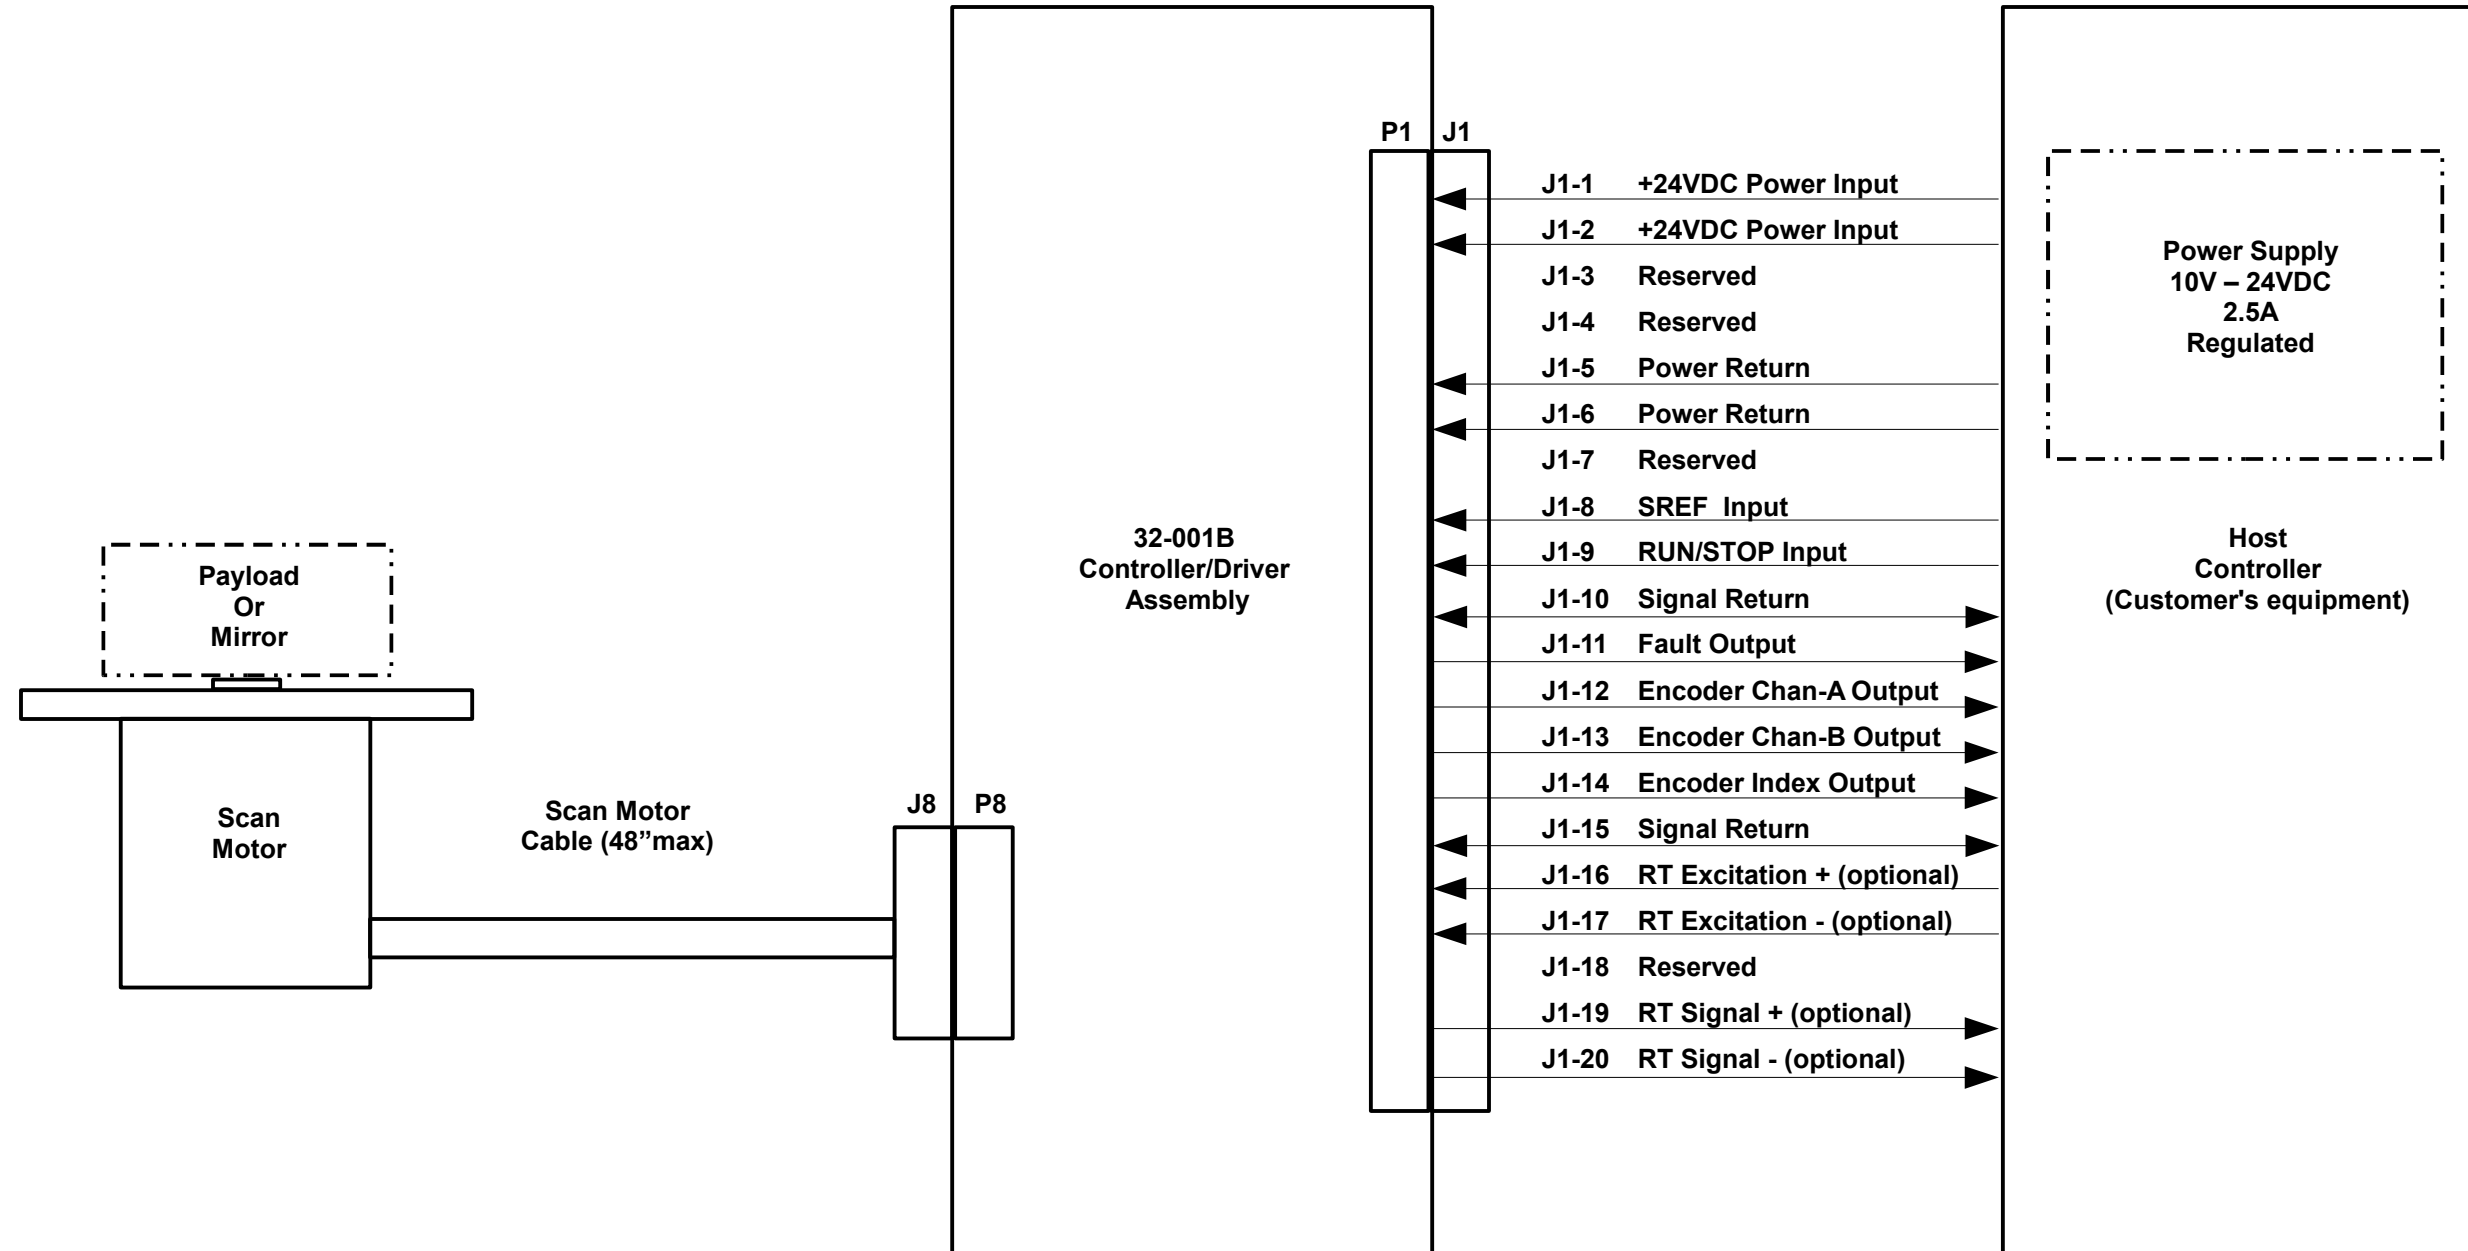 P1 J1
J1-1 +24VDC Power Input
J1-2 +24VDC Power Input
J1-3 Reserved
J1-4 Reserved
J1-5 Power Return
J1-6 Power Return
J1-7 Reserved
J1-8 SREF Input
J1-9 RUN/STOP Input
J1-10 Signal Return
J1-11 Fault Output
J1-12 Encoder Chan-A Output
J1-13 Encoder Chan-B Output
J1-14 Encoder Index Output
J1-15 Signal Return
J1-16 RT Excitation + (optional)
J1-17 RT Excitation - (optional)
J1-18 Reserved
J1-19 RT Signal + (optional)
J1-20 RT Signal - (optional)
Power Supply
10V – 24VDC
2.5A
Regulated
Host
Controller
(Customer's equipment)
32-001B
Controller/Driver
Assembly
Payload
Or
Mirror
Scan
Motor
Scan Motor
Cable (48”max)
J8 P8